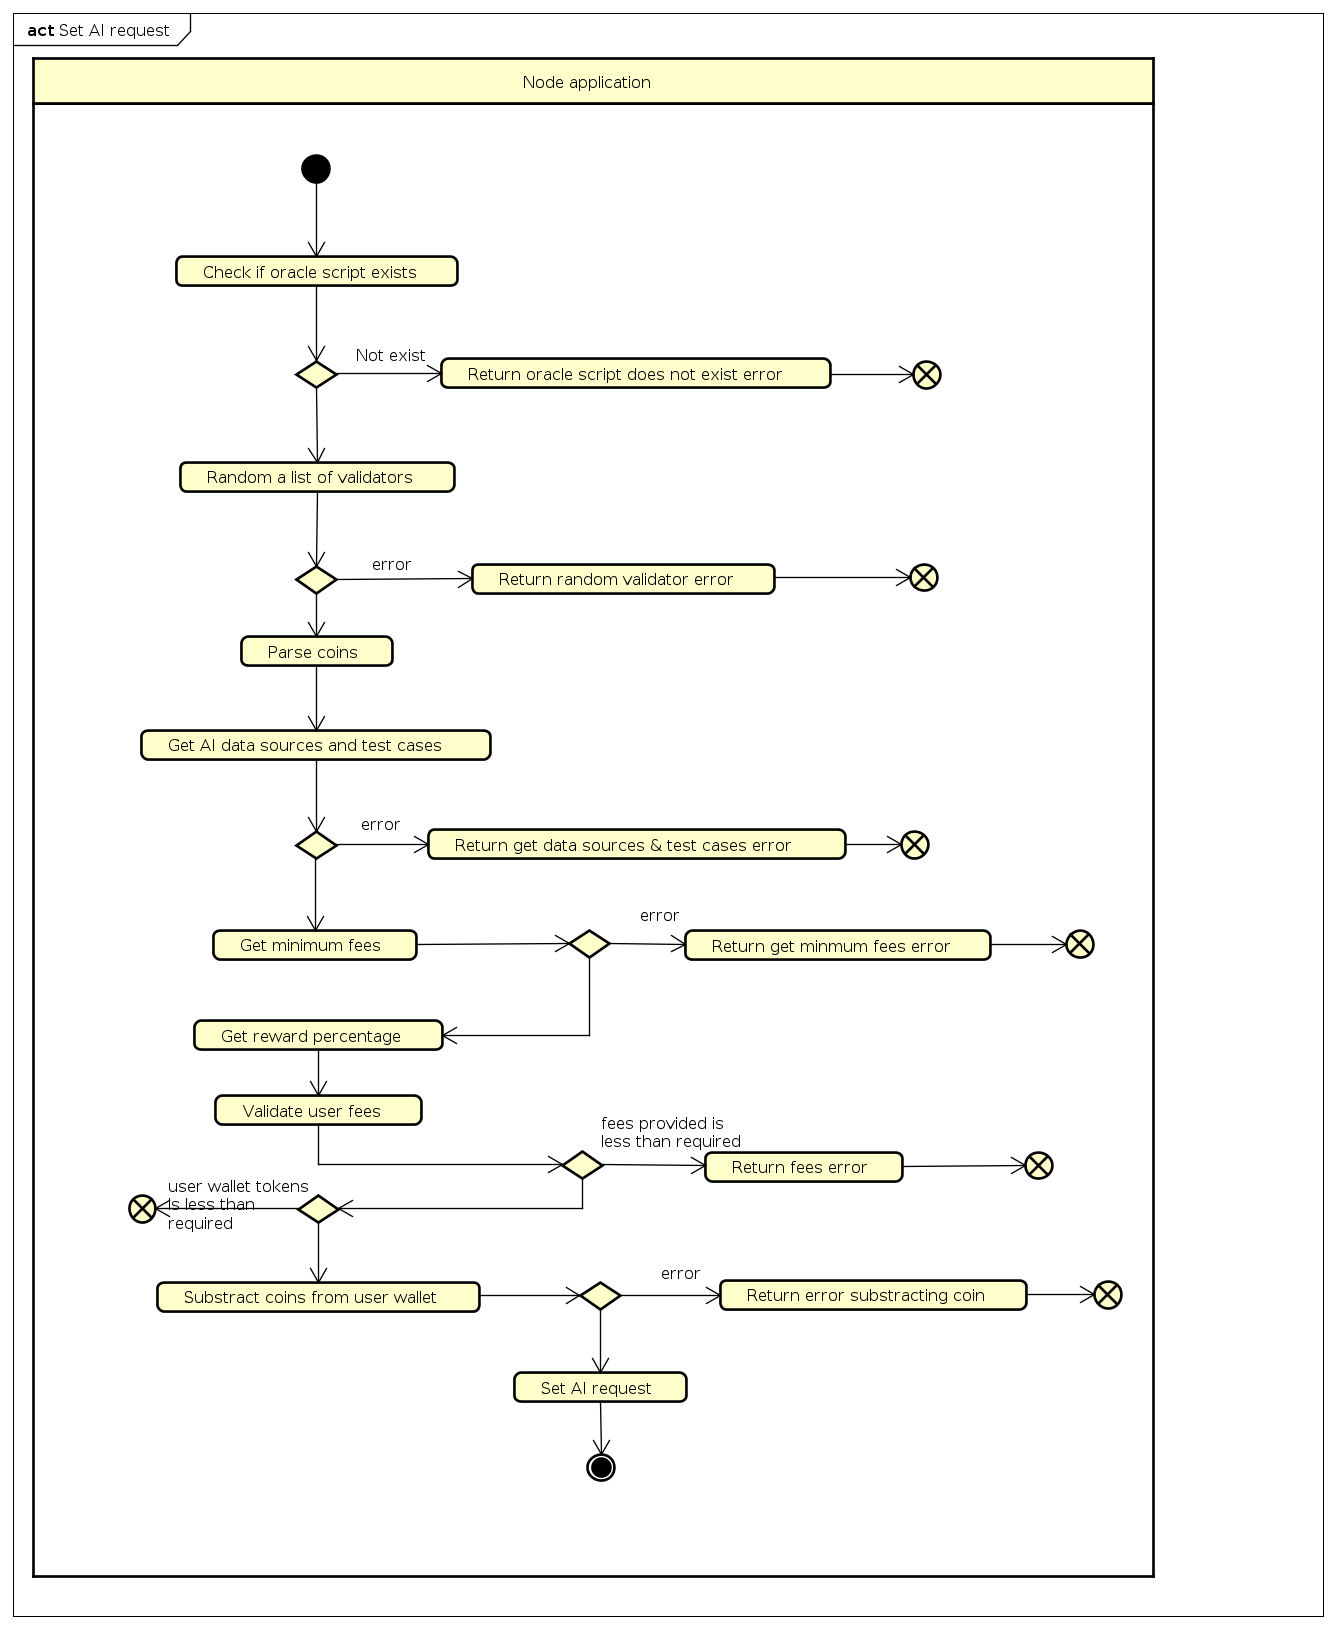 act Set AI request
Node application
Check if oracle script exists
Not exist
Return oracle script does not exist error
Random a list of validators
error
Return random validator error
Parse coins
Get AI data sources and test cases
error
Return get data sources & test cases error
error
Get minimum fees
Return get minmum fees error
Get reward percentage
Validate user fees
fees provided is
less than required
Return fees error
user wallet tokens
is less than
required
error
Substract coins from user wallet
Return error substracting coin
Set AI request